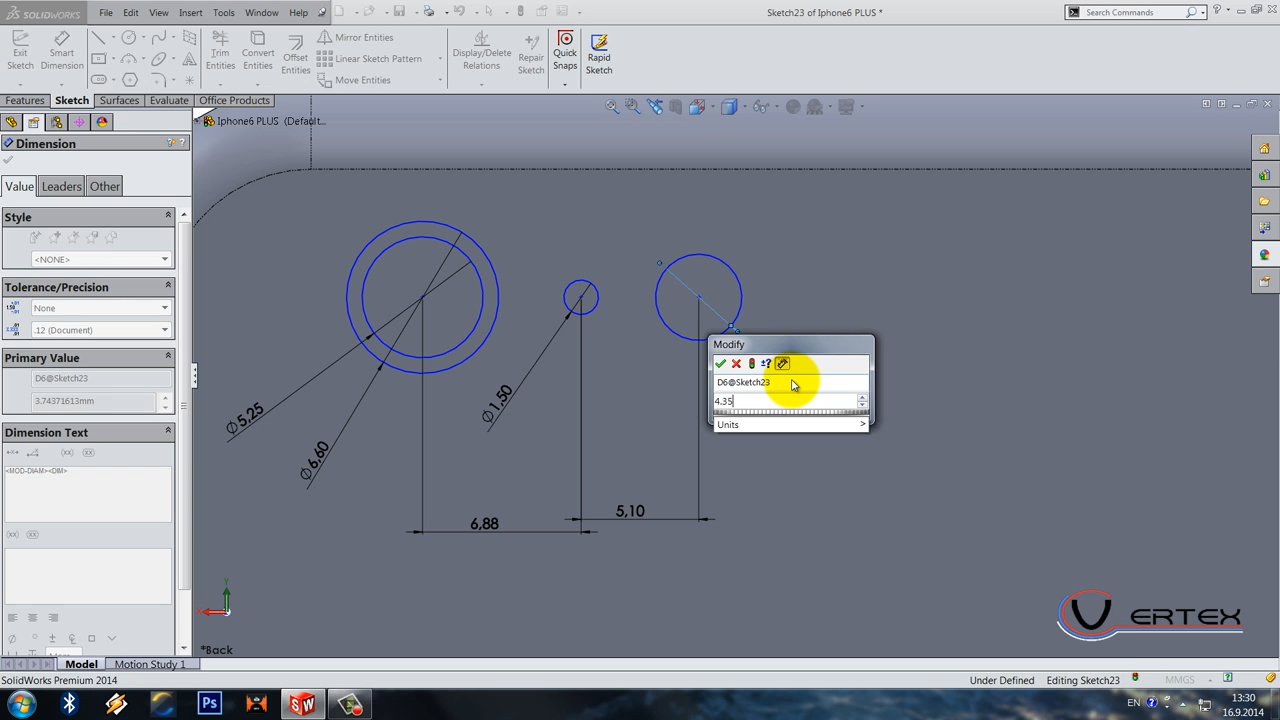 SOLIDWORKS
File Edit View Insert Tools Window Help
Sketch23 of Iphone6 PLUS *
Search Commands
Exit Sketch
Smart Dimension
Trim Entities
Convert Entities
Offset Entities
Mirror Entities
Linear Sketch Pattern
Move Entities
Display/Delete Relations
Repair Sketch
Quick Snaps
Rapid Sketch
Features Sketch Surfaces Evaluate Office Products
Iphone6 PLUS (Default...
Dimension
Value Leaders Other
Style
<NONE>
Tolerance/Precision
None
.12 (Document)
Primary Value
D6@Sketch23
3.74371613mm
Dimension Text
<MOD-DIAM><DIM>
Ø5,25
Ø6,60
Ø1,50
6,88
5,10
Modify
D6@Sketch23
4.35
Units >
Y
*Back
VERTEX
Model Motion Study 1
SolidWorks Premium 2014
Under Defined Editing Sketch23 MMGS
Ps
SW
EN
13:30
16.9.2014